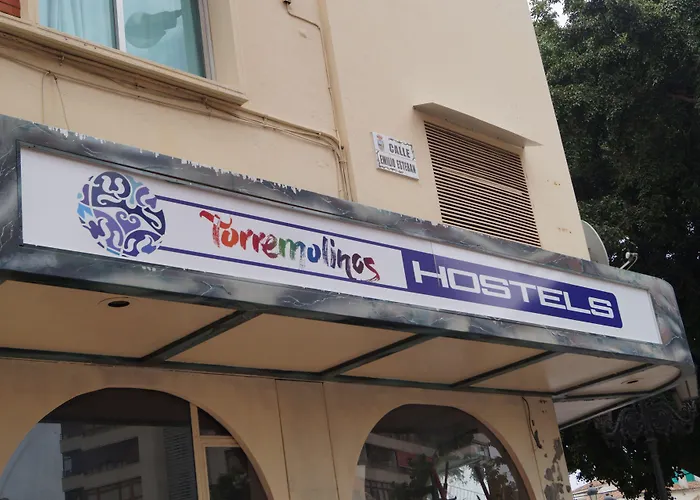 CALLE
EMILIO ESTEBAN
Torremolinos HOSTELS